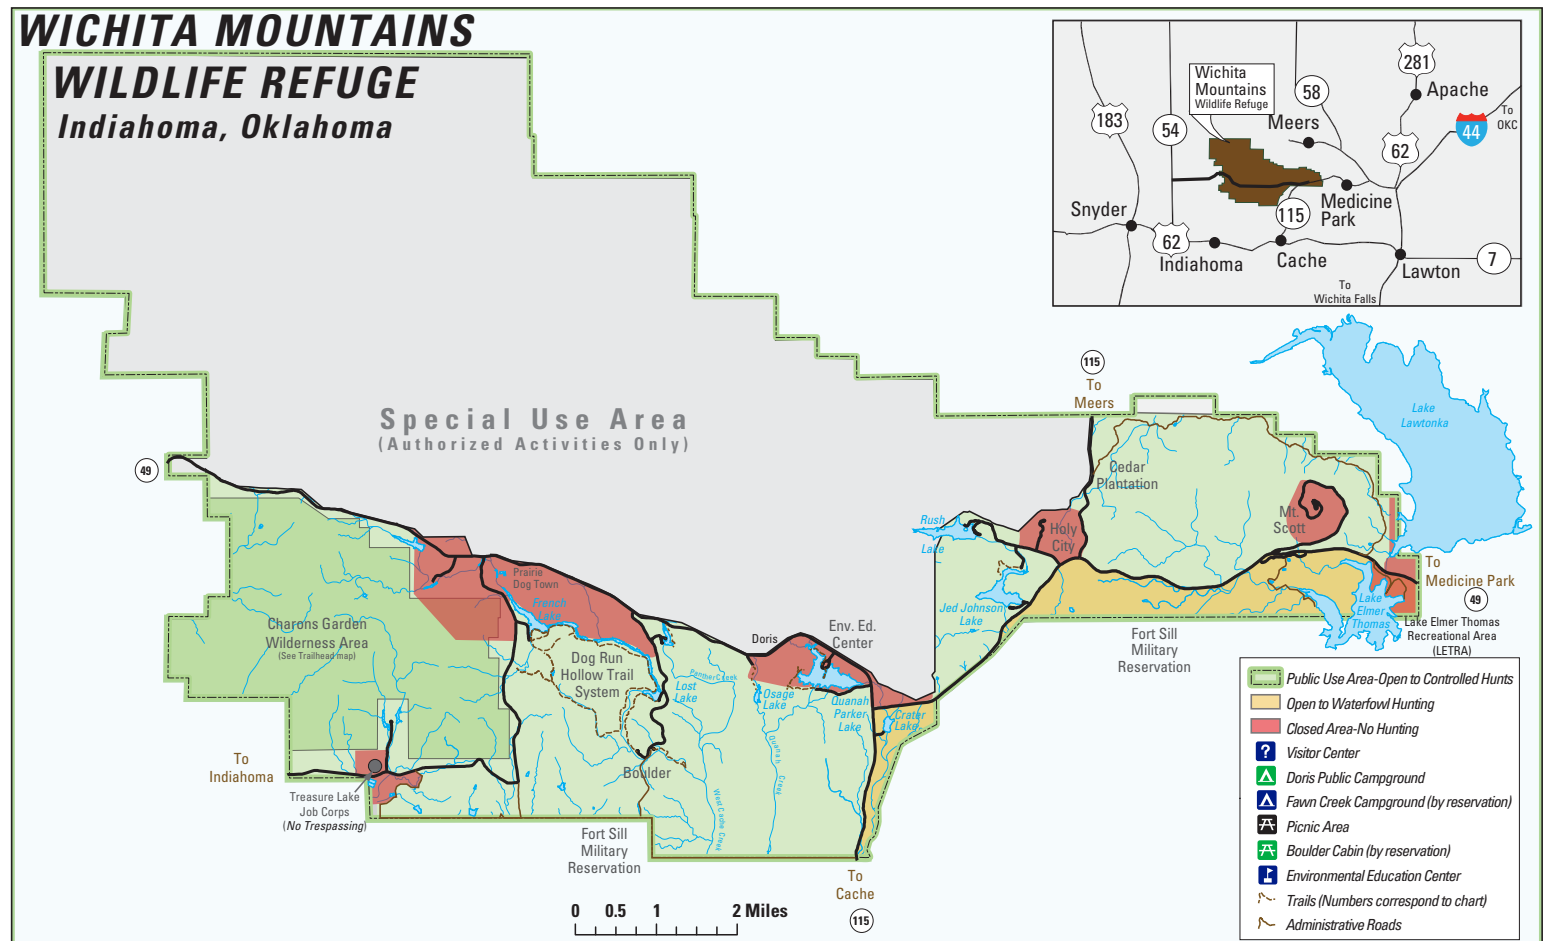 WICHITA MOUNTAINS
WILDLIFE REFUGE
Indiahoma, Oklahoma
281
Apache
Wichita
Mountains
Wildlife Refuge
58
To
OKC
183
54
44
Meers
62
Medicine
Park
Snyder
115
62
Indiahoma
Cache
Lawton
7
To
Wichita Falls
115
To
Meers
Lake
Lawtonka
Special Use Area
(Authorized Activities Only)
49
Cedar
Plantation
Mt.
Scott
Rush
Lake
Holy
City
Prairie
Dog Town
French
Lake
To
Medicine Park
49
Lake Elmer Thomas
Recreational Area
(LETRA)
Lake
Elmer
Thomas
Jed Johnson
Lake
Charons Garden
Wilderness Area
(See Trailhead map)
Doris
Env. Ed.
Center
Fort Sill
Military
Reservation
Dog Run
Hollow Trail
System
Panther Creek
Lost
Lake
Osage
Lake
Quanah
Parker
Lake
Crater
Lake
Quanah
Creek
To
Indiahoma
Boulder
West Cache Creek
Treasure Lake
Job Corps
(No Trespassing)
Fort Sill
Military
Reservation
To
Cache
115
0 0.5 1 2 Miles
Public Use Area-Open to Controlled Hunts
Open to Waterfowl Hunting
Closed Area-No Hunting
? Visitor Center
Doris Public Campground
Fawn Creek Campground (by reservation)
Picnic Area
Boulder Cabin (by reservation)
Environmental Education Center
Trails (Numbers correspond to chart)
Administrative Roads